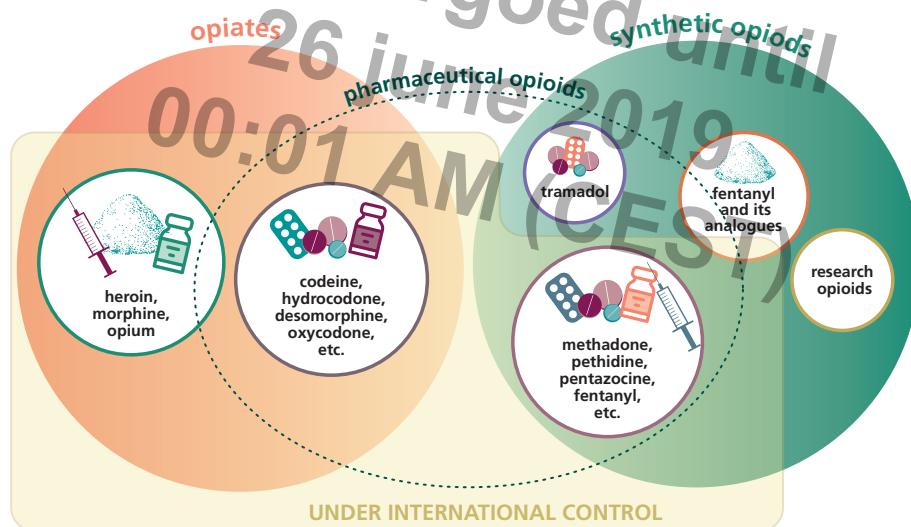 opiates
synthetic opiods
pharmaceutical opioids
goed until
26 june 2019
00:01 AM (CEST)
tramadol
fentanyl
and its
analogues
heroin,
morphine,
opium
codeine,
hydrocodone,
desomorphine,
oxycodone,
etc.
research
opioids
methadone,
pethidine,
pentazocine,
fentanyl,
etc.
UNDER INTERNATIONAL CONTROL